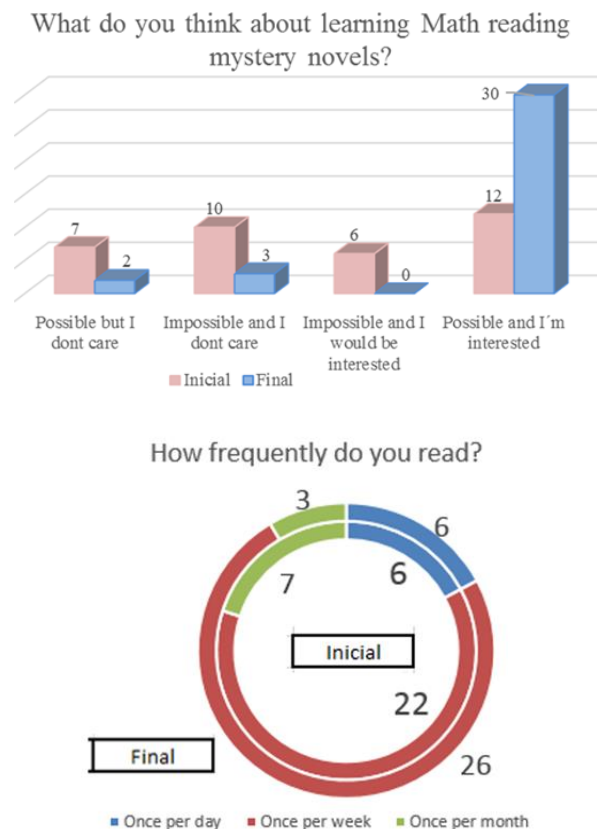 What do you think about learning Math reading
mystery novels?
30
12
10
7
6
3
2
0
Possible but I
dont care
Impossible and I
dont care
Impossible and I
would be
interested
Possible and I´m
interested
Inicial Final
How frequently do you read?
3
6
6
7
Inicial
22
Final
26
Once per day Once per week Once per month